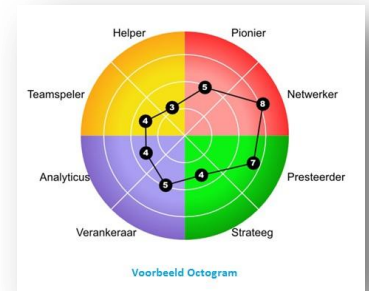 Helper
Pionier
Teamspeler
Netwerker
Analyticus
Presteerder
Verankeraar
Strateeg
3
5
4
8
4
7
5
4
Voorbeeld Octogram